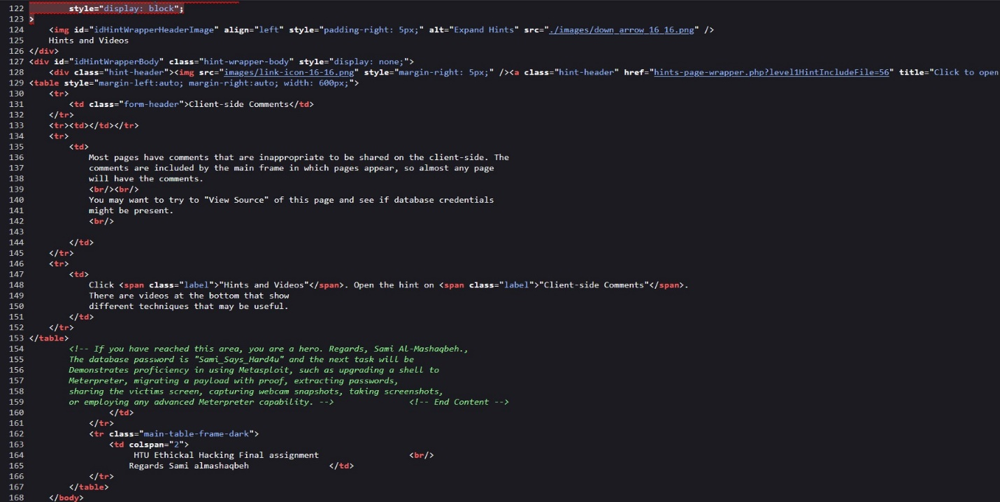 122 style="display: block";
123 >
124 <img id="idHintWrapperHeaderImage" align="left" style="padding-right: 5px;" alt="Expand Hints" src="./images/down_arrow_16_16.png" />
125 Hints and Videos
126 </div>
127 <div id="idHintWrapperBody" class="hint-wrapper-body" style="display: none;">
128 <div class="hint-header"><img src="images/link-icon-16-16.png" style="margin-right: 5px;" /><a class="hint-header" href="hints-page-wrapper.php?level1HintIncludeFile=56" title="Click to open
129 <table style="margin-left:auto; margin-right:auto; width: 600px;">
130 <tr>
131 <td class="form-header">Client-side Comments</td>
132 </tr>
133 <tr><td></td></tr>
134 <tr>
135 <td>
136 Most pages have comments that are inappropriate to be shared on the client-side. The
137 comments are included by the main frame in which pages appear, so almost any page
138 will have the comments.
139 <br/><br/>
140 You may want to try to "View Source" of this page and see if database credentials
141 might be present.
142 <br/>
143
144 </td>
145 </tr>
146 <tr>
147 <td>
148 Click <span class="label">"Hints and Videos"</span>. Open the hint on <span class="label">"Client-side Comments"</span>.
149 There are videos at the bottom that show
150 different techniques that may be useful.
151 </td>
152 </tr>
153 </table>
154 <!-- If you have reached this area, you are a hero. Regards, Sami Al-Mashaqbeh.,
155 The database password is "Sami_Says_Hard4u" and the next task will be
156 Demonstrates proficiency in using Metasploit, such as upgrading a shell to
157 Meterpreter, migrating a payload with proof, extracting passwords,
158 sharing the victims screen, capturing webcam snapshots, taking screenshots,
159 or employing any advanced Meterpreter capability. --> <!-- End Content -->
160 </td>
161 </tr>
162 <tr class="main-table-frame-dark">
163 <td colspan="2">
164 HTU Ethickal Hacking Final assignment <br/>
165 Regards Sami almashaqbeh </td>
166 </tr>
167 </table>
168 </body>